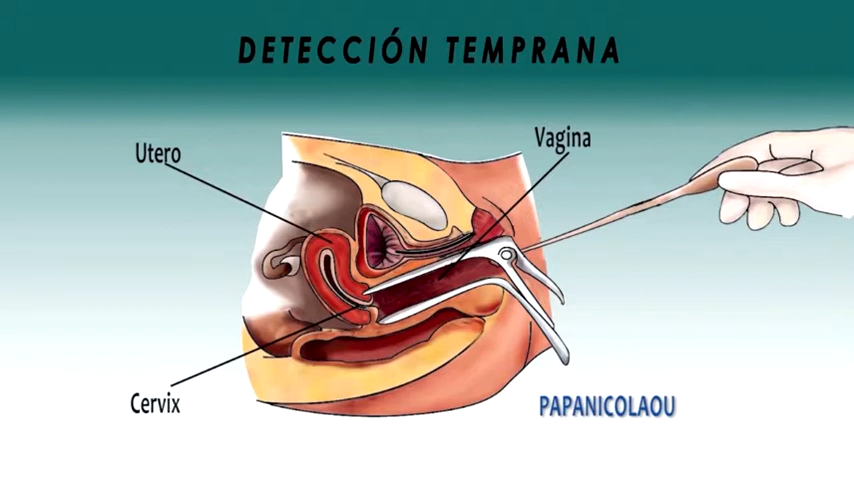 DETECCIÓN TEMPRANA
Vagina
Utero
Cervix
PAPANICOLAOU